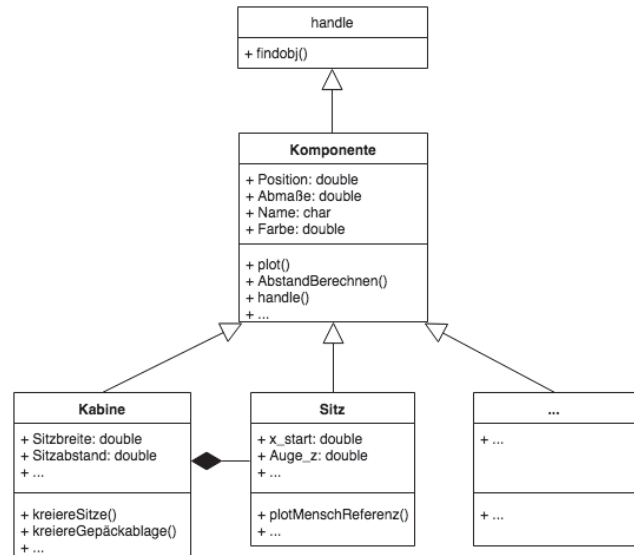 handle
+ findobj()
Komponente
+ Position: double
+ Abmaße: double
+ Name: char
+ Farbe: double
+ plot()
+ AbstandBerechnen()
+ handle()
+ ...
Kabine
+ Sitzbreite: double
+ Sitzabstand: double
+ ...
+ kreiereSitze()
+ kreiereGepäckablage()
+ ...
Sitz
+ x_start: double
+ Auge_z: double
+ ...
+ plotMenschReferenz()
+ ...
...
+ ...
+ ...